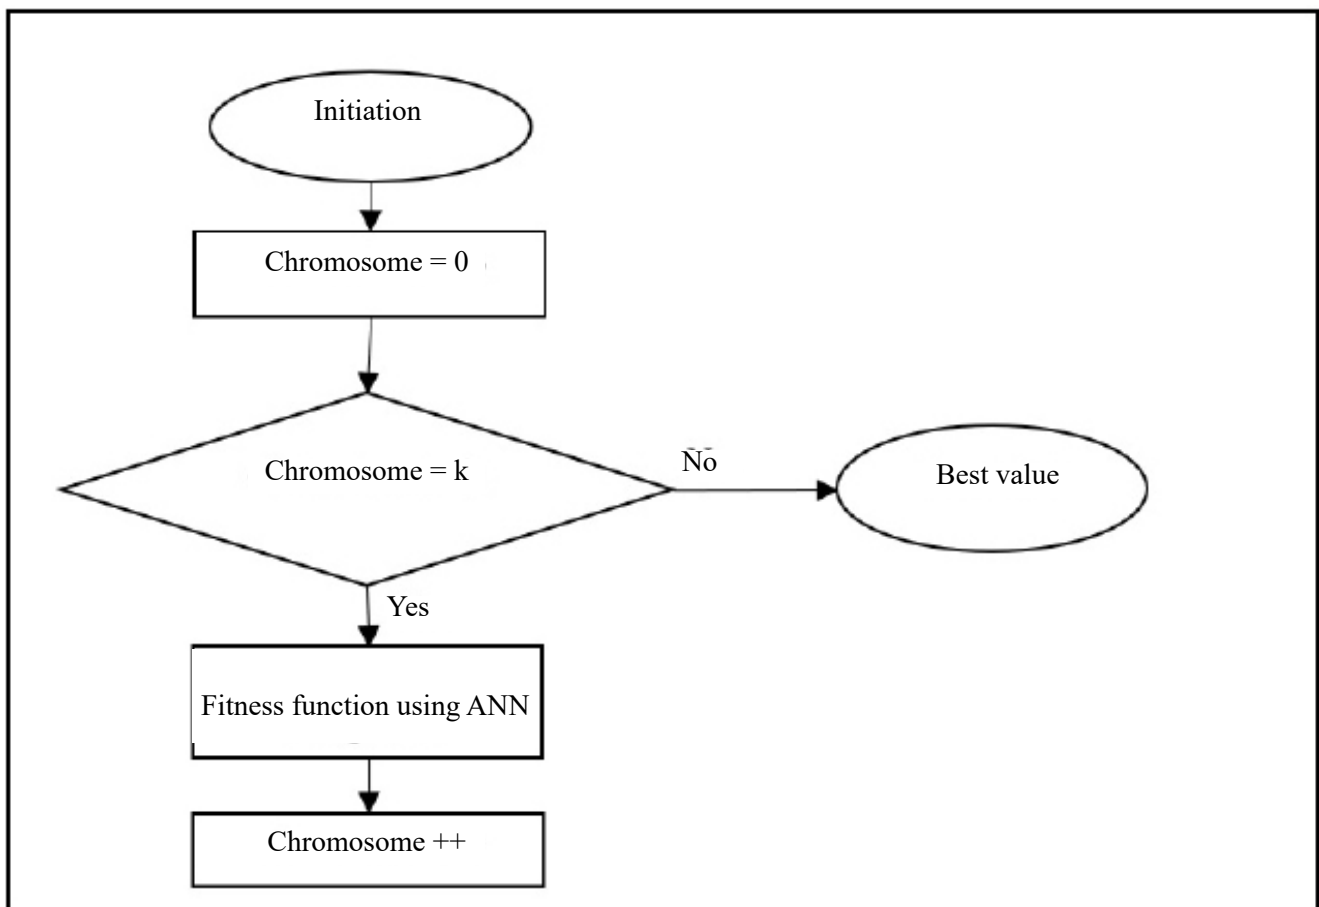 Initiation
Chromosome = 0
Chromosome = k
No
Best value
Yes
Fitness function using ANN
Chromosome ++